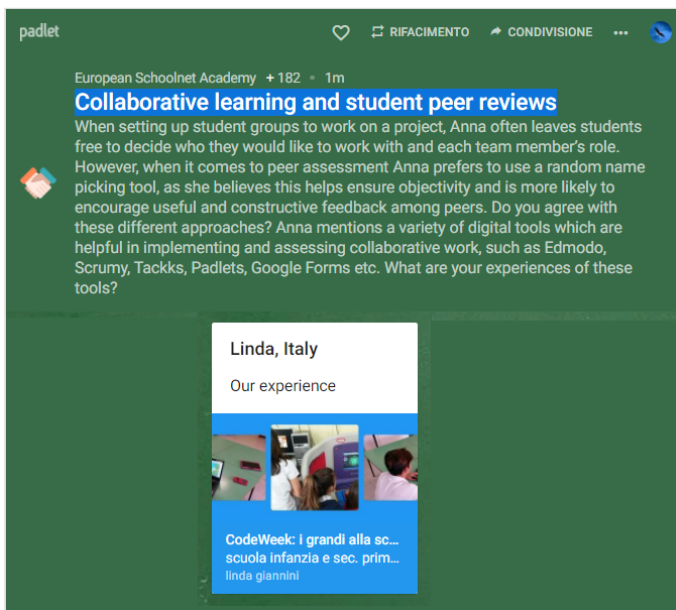 padlet
RIFACIMENTO
CONDIVISIONE
European Schoolnet Academy +182 • 1m
Collaborative learning and student peer reviews
When setting up student groups to work on a project, Anna often leaves students
free to decide who they would like to work with and each team member's role.
However, when it comes to peer assessment Anna prefers to use a random name
picking tool, as she believes this helps ensure objectivity and is more likely to
encourage useful and constructive feedback among peers. Do you agree with
these different approaches? Anna mentions a variety of digital tools which are
helpful in implementing and assessing collaborative work, such as Edmodo,
Scrumy, Tackks, Padlets, Google Forms etc. What are your experiences of these
tools?
Linda, Italy
Our experience
CodeWeek: i grandi alla sc...
scuola infanzia e sec. prim...
linda giannini